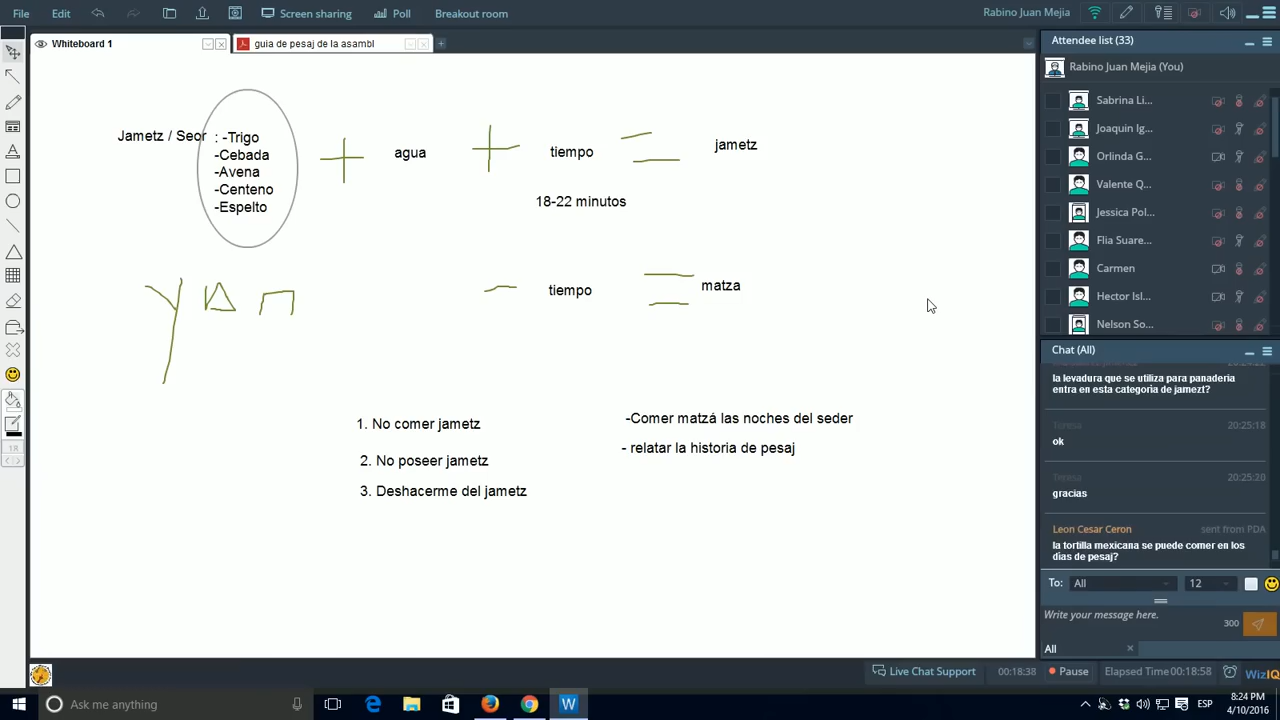 File Edit Screen sharing Poll Breakout room Rabino Juan Mejia
Whiteboard 1 guia de pesaj de la asambl
Jametz / Seor : -Trigo
-Cebada
-Avena
-Centeno
-Espelto
+ agua + tiempo = jametz
18-22 minutos
חמץ
- tiempo = matza
1. No comer jametz
2. No poseer jametz
3. Deshacerme del jametz
-Comer matzá las noches del seder
- relatar la historia de pesaj
Attendee list (33)
Rabino Juan Mejia (You)
Sabrina Li...
Joaquin Ig...
Orlinda G...
Valente Q...
Jessica Pol...
Flia Suare...
Carmen
Hector Isl...
Nelson So...
Chat (All)
la levadura que se utiliza para panaderia
entra en esta categoria de jamezt?
Teresa 20:25:18
ok
Teresa 20:25:20
gracias
Leon Cesar Ceron sent from PDA
la tortilla mexicana se puede comer en los
días de pesaj?
To: All 12
Write your message here.
300
All
Live Chat Support 00:18:38 Pause Elapsed Time 00:18:58 WizIQ
Ask me anything
ESP
8:24 PM
4/10/2016